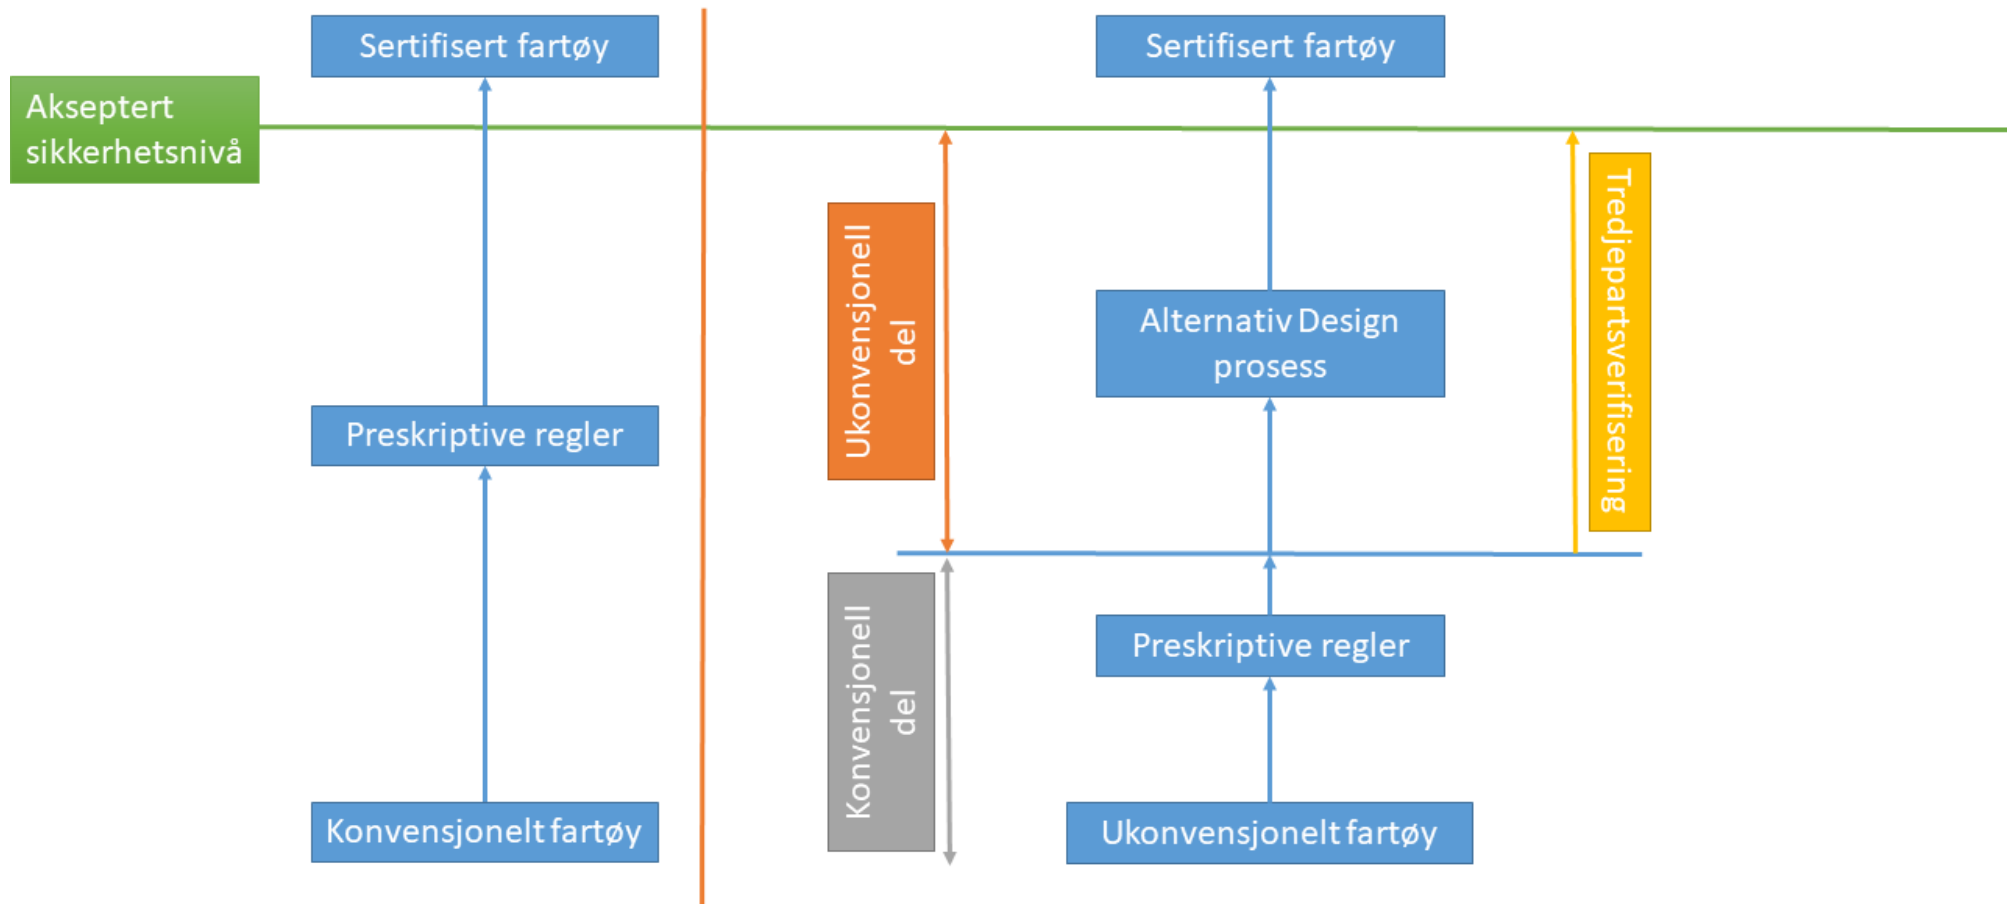 Sertifisert fartøy
Sertifisert fartøy
Akseptert
sikkerhetsnivå
Ukonvensjonell
del
Tredjepartsverifisering
Alternativ Design
prosess
Preskriptive regler
Konvensjonell
del
Preskriptive regler
Konvensjonelt fartøy
Ukonvensjonelt fartøy